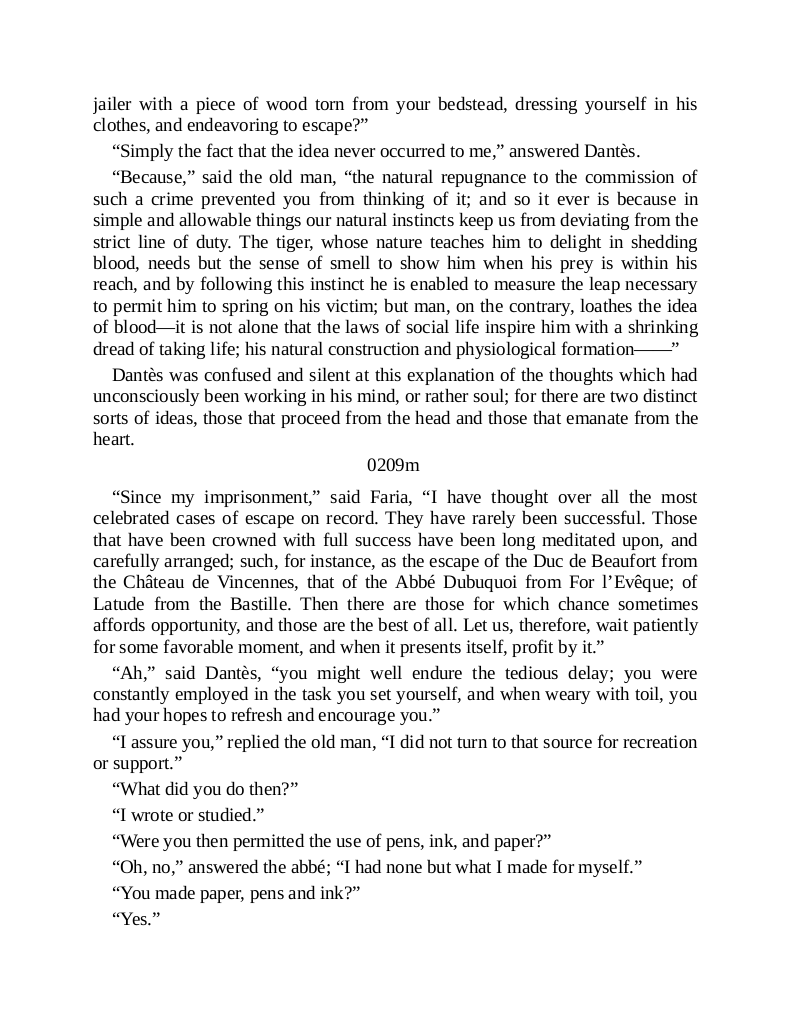 jailer with a piece of wood torn from your bedstead, dressing yourself in his
clothes, and endeavoring to escape?”
“Simply the fact that the idea never occurred to me,” answered Dantès.
“Because,” said the old man, “the natural repugnance to the commission of
such a crime prevented you from thinking of it; and so it ever is because in
simple and allowable things our natural instincts keep us from deviating from the
strict line of duty. The tiger, whose nature teaches him to delight in shedding
blood, needs but the sense of smell to show him when his prey is within his
reach, and by following this instinct he is enabled to measure the leap necessary
to permit him to spring on his victim; but man, on the contrary, loathes the idea
of blood—it is not alone that the laws of social life inspire him with a shrinking
dread of taking life; his natural construction and physiological formation——”
Dantès was confused and silent at this explanation of the thoughts which had
unconsciously been working in his mind, or rather soul; for there are two distinct
sorts of ideas, those that proceed from the head and those that emanate from the
heart.
0209m
“Since my imprisonment,” said Faria, “I have thought over all the most
celebrated cases of escape on record. They have rarely been successful. Those
that have been crowned with full success have been long meditated upon, and
carefully arranged; such, for instance, as the escape of the Duc de Beaufort from
the Château de Vincennes, that of the Abbé Dubuquoi from For l’Evêque; of
Latude from the Bastille. Then there are those for which chance sometimes
affords opportunity, and those are the best of all. Let us, therefore, wait patiently
for some favorable moment, and when it presents itself, profit by it.”
“Ah,” said Dantès, “you might well endure the tedious delay; you were
constantly employed in the task you set yourself, and when weary with toil, you
had your hopes to refresh and encourage you.”
“I assure you,” replied the old man, “I did not turn to that source for recreation
or support.”
“What did you do then?”
“I wrote or studied.”
“Were you then permitted the use of pens, ink, and paper?”
“Oh, no,” answered the abbé; “I had none but what I made for myself.”
“You made paper, pens and ink?”
“Yes.”